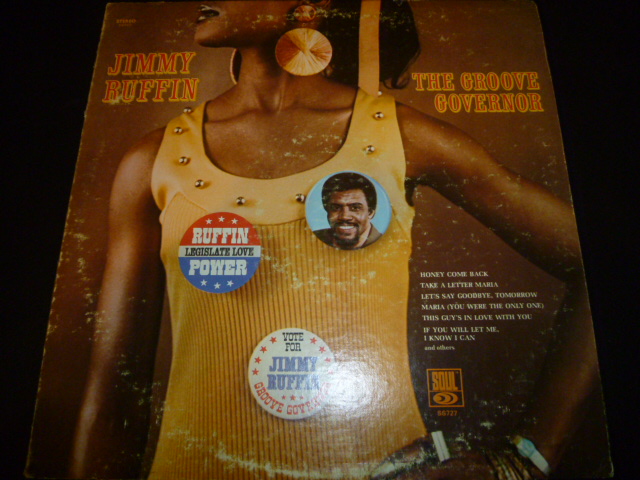 STEREO
JIMMY
RUFFIN
THE GROOVE
GOVERNOR
RUFFIN
LEGISLATE LOVE
POWER
HONEY COME BACK
TAKE A LETTER MARIA
LET'S SAY GOODBYE, TOMORROW
MARIA (YOU WERE THE ONLY ONE)
THIS GUY'S IN LOVE WITH YOU
IF YOU WILL LET ME,
I KNOW I CAN
and others
VOTE
FOR
JIMMY
RUFFIN
GROOVE GOVERNOR
SOUL
SS727